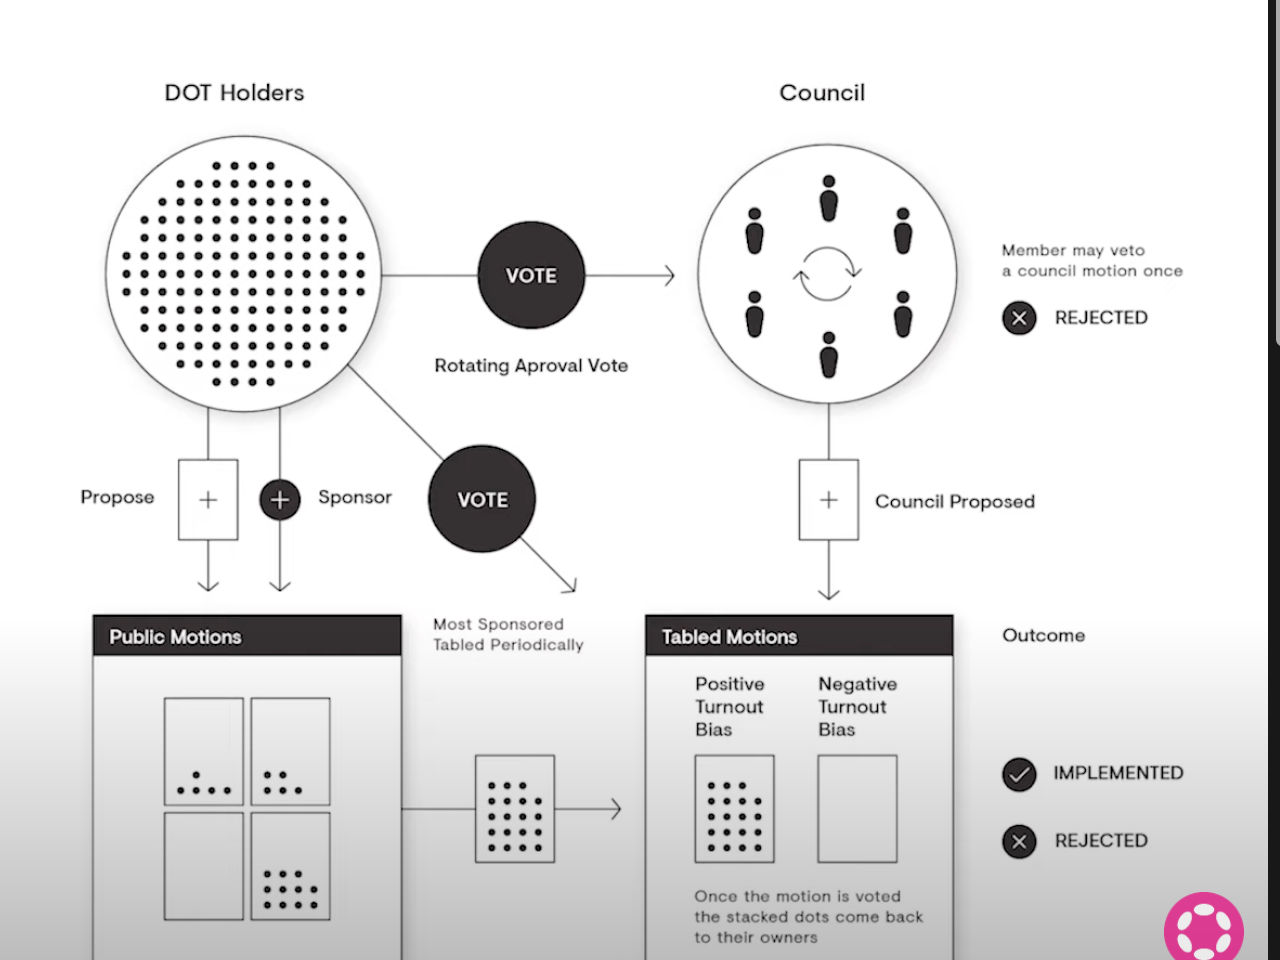 DOT Holders
Council
VOTE
Rotating Aproval Vote
Member may veto
a council motion once
REJECTED
Propose
Sponsor
VOTE
Council Proposed
Most Sponsored
Tabled Periodically
Public Motions
Tabled Motions
Outcome
Positive
Turnout
Bias
Negative
Turnout
Bias
IMPLEMENTED
REJECTED
Once the motion is voted
the stacked dots come back
to their owners